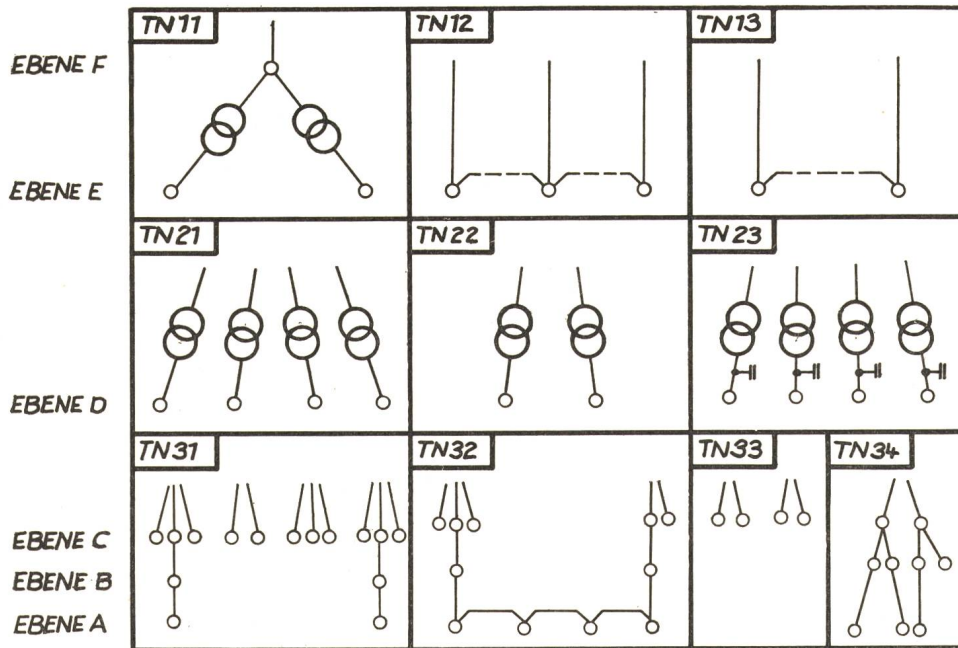 TN11 TN12 TN13
EBENE F
EBENE E
TN21 TN22 TN23
EBENE D
TN31 TN32 TN33 TN34
EBENE C
EBENE B
EBENE A